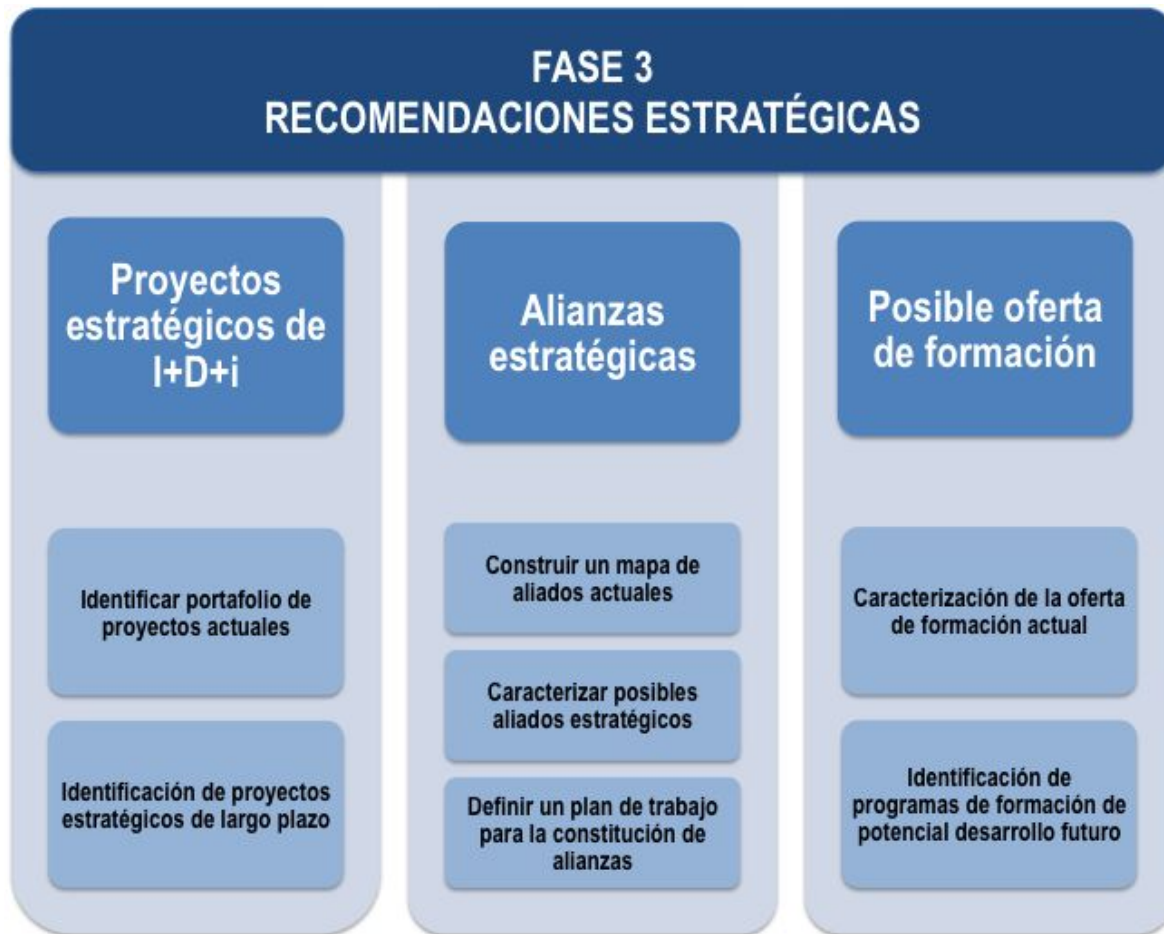 FASE 3
RECOMENDACIONES ESTRATÉGICAS
Proyectos
estratégicos de
I+D+i
Identificar portafolio de
proyectos actuales
Identificación de proyectos
estratégicos de largo plazo
Alianzas
estratégicas
Construir un mapa de
aliados actuales
Caracterizar posibles
aliados estratégicos
Definir un plan de trabajo
para la constitución de
alianzas
Posible oferta
de formación
Caracterización de la oferta
de formación actual
Identificación de
programas de formación de
potencial desarrollo futuro